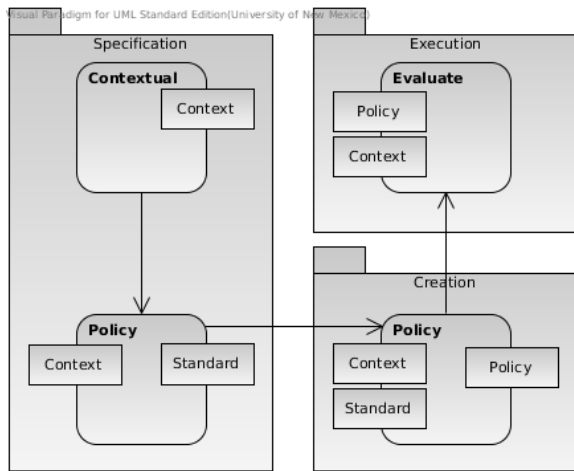 Visual Paradigm for UML Standard Edition(University of New Mexico)
Specification
Contextual
Context
Policy
Context
Standard
Execution
Evaluate
Policy
Context
Creation
Policy
Context
Standard
Policy